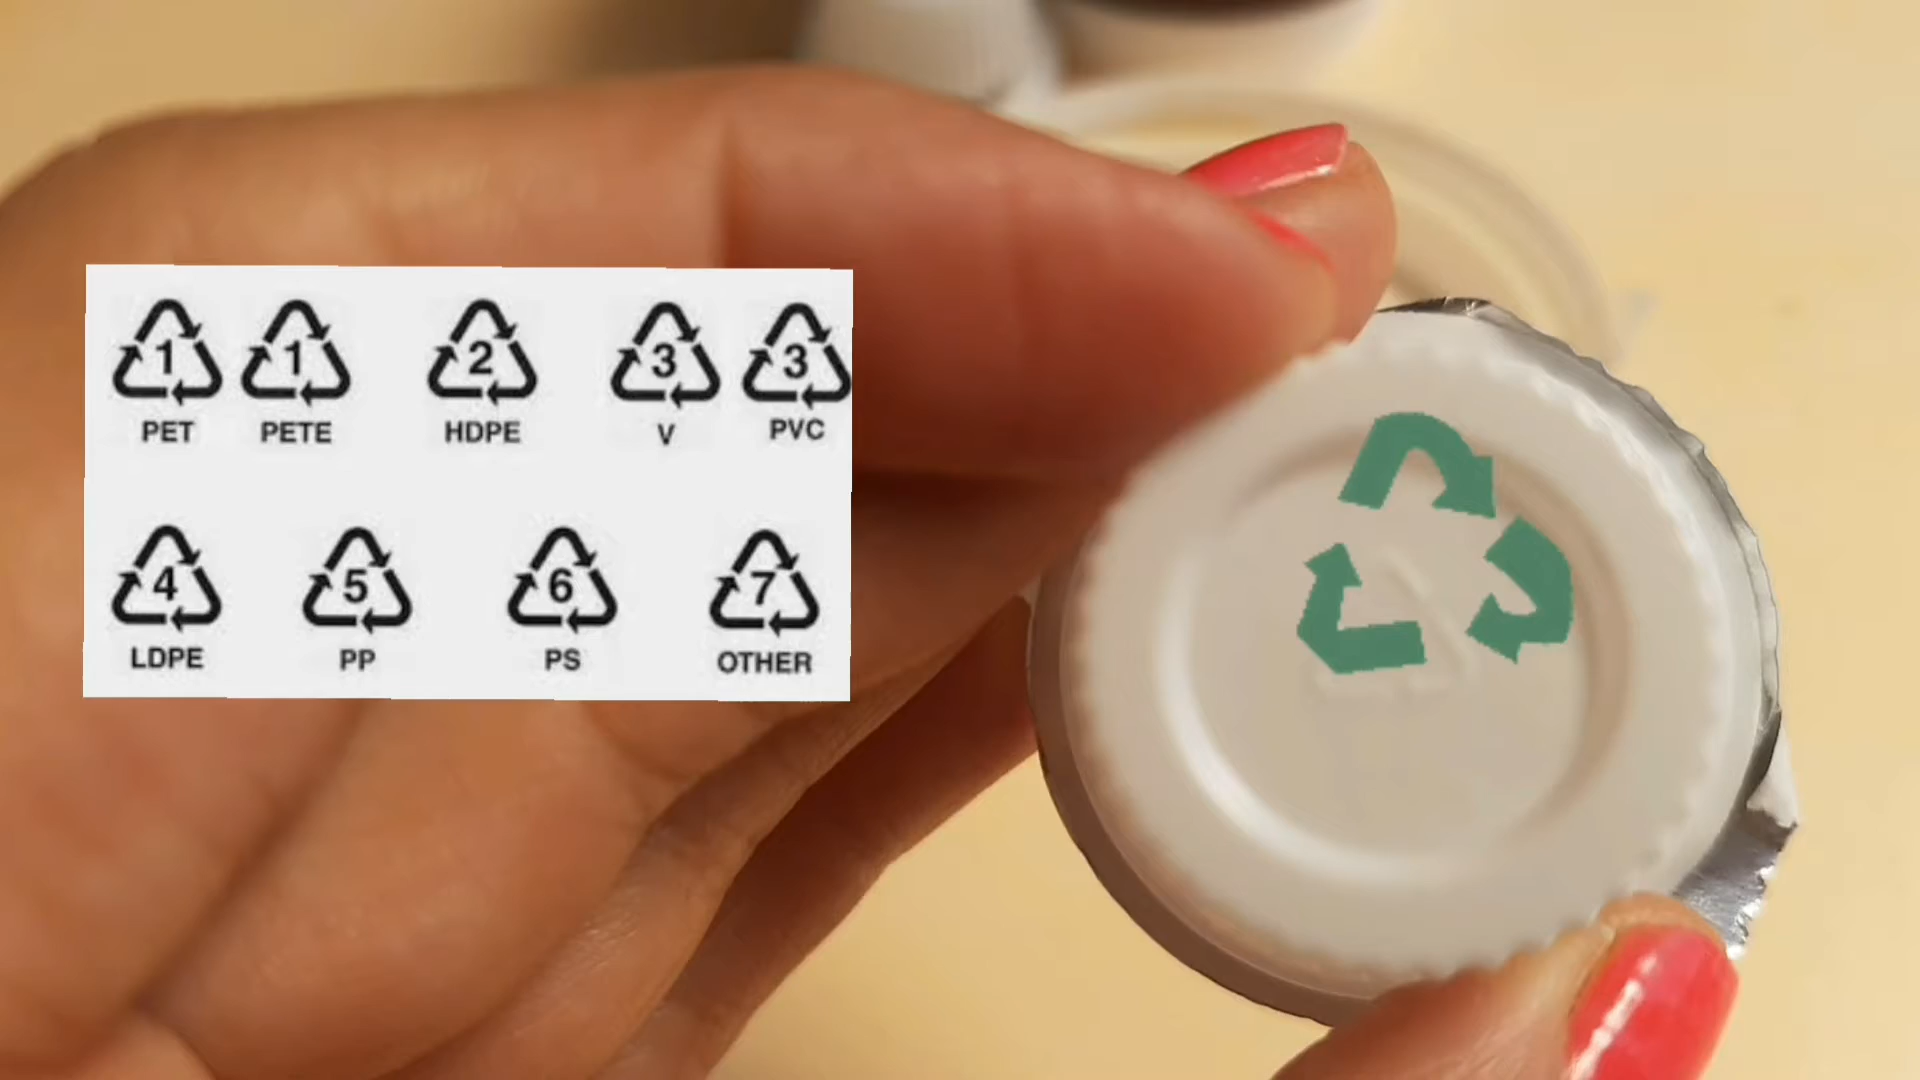 1 1 2 3 3
PET PETE HDPE V PVC
4 5 6 7
LDPE PP PS OTHER